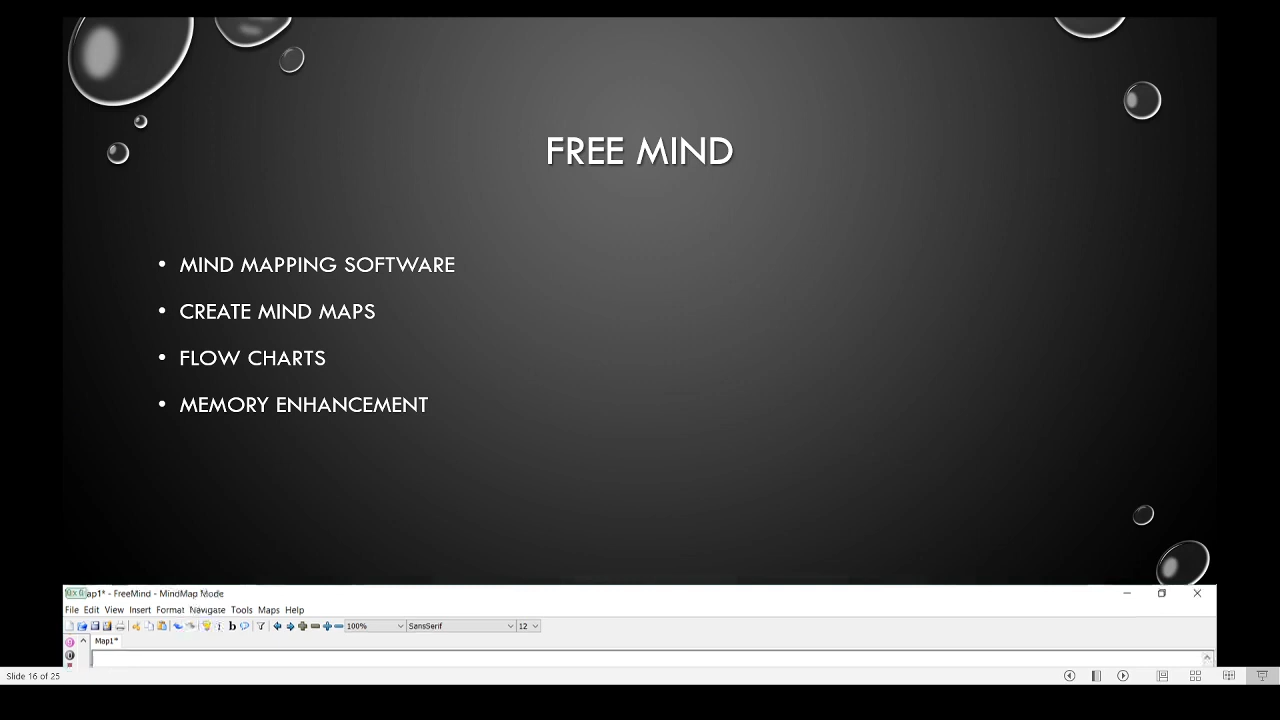 FREE MIND
• MIND MAPPING SOFTWARE
• CREATE MIND MAPS
• FLOW CHARTS
• MEMORY ENHANCEMENT
ap1* - FreeMind - MindMap Mode
File Edit View Insert Format Navigate Tools Maps Help
b 100% SansSerif 12
Map1*
Slide 16 of 25